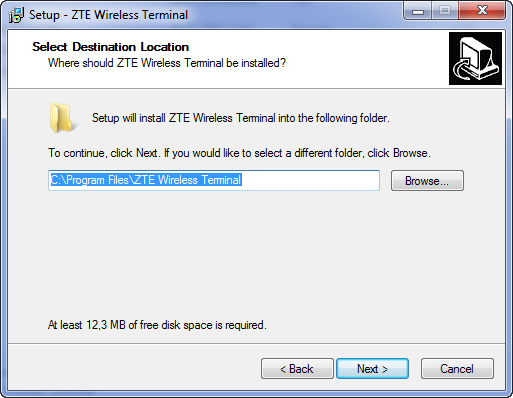 Setup - ZTE Wireless Terminal
Select Destination Location
Where should ZTE Wireless Terminal be installed?
Setup will install ZTE Wireless Terminal into the following folder.
To continue, click Next. If you would like to select a different folder, click Browse.
C:\Program Files\ZTE Wireless Terminal
Browse...
At least 12,3 MB of free disk space is required.
< Back
Next >
Cancel